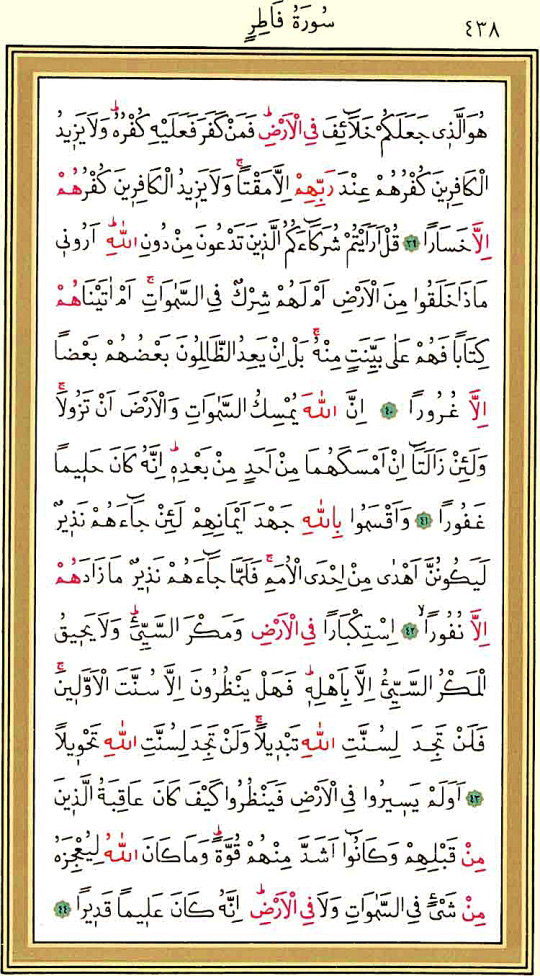 سُورَةُ فَاطِرٍ ٤٣٨
هُوَ الَّذ۪ي جَعَلَكُمْ خَلَٓائِفَ فِي الْاَرْضِۜ فَمَنْ كَفَرَ فَعَلَيْهِ كُفْرُهُۜ وَلَا يَز۪يدُ
الْكَافِر۪ينَ كُفْرُهُمْ عِنْدَ رَبِّهِمْ اِلَّا مَقْتاًۚ وَلَا يَز۪يدُ الْكَافِر۪ينَ كُفْرُهُمْ
اِلَّا خَسَاراً ٣٩ قُلْ اَرَاَيْتُمْ شُرَكَٓاءَكُمُ الَّذ۪ينَ تَدْعُونَ مِنْ دُونِ اللّٰهِۜ اَرُون۪ي
مَاذَا خَلَقُوا مِنَ الْاَرْضِ اَمْ لَهُمْ شِرْكٌ فِي السَّمٰوَاتِۚ اَمْ اٰتَيْنَاهُمْ
كِتَاباً فَهُمْ عَلٰى بَيِّنَتٍ مِنْهُۚ بَلْ اِنْ يَعِدُ الظَّالِمُونَ بَعْضُهُمْ بَعْضاً
اِلَّا غُرُوراً ٤٠ اِنَّ اللّٰهَ يُمْسِكُ السَّمٰوَاتِ وَالْاَرْضَ اَنْ تَزُولَاۚ
وَلَئِنْ زَالَتَٓا اِنْ اَمْسَكَهُمَا مِنْ اَحَدٍ مِنْ بَعْدِه۪ۜ اِنَّهُ كَانَ حَل۪يماً
غَفُوراً ٤١ وَاَقْسَمُوا بِاللّٰهِ جَهْدَ اَيْمَانِهِمْ لَئِنْ جَٓاءَهُمْ نَذ۪يرٌ
لَيَكُونُنَّ اَهْدٰى مِنْ اِحْدَى الْاُمَمِۚ فَلَمَّا جَٓاءَهُمْ نَذ۪يرٌ مَا زَادَهُمْ
اِلَّا نُفُوراًۙ ٤٢ اِسْتِكْبَاراً فِي الْاَرْضِ وَمَكْرَ السَّيِّئِۜ وَلَا يَح۪يقُ
الْمَكْرُ السَّيِّئُ اِلَّا بِاَهْلِه۪ۜ فَهَلْ يَنْظُرُونَ اِلَّا سُنَّتَ الْاَوَّل۪ينَۚ
فَلَنْ تَجِدَ لِسُنَّتِ اللّٰهِ تَبْد۪يلاًۚ وَلَنْ تَجِدَ لِسُنَّتِ اللّٰهِ تَحْو۪يلاً
٤٣ اَوَلَمْ يَس۪يرُوا فِي الْاَرْضِ فَيَنْظُرُوا كَيْفَ كَانَ عَاقِبَةُ الَّذ۪ينَ
مِنْ قَبْلِهِمْ وَكَانُٓوا اَشَدَّ مِنْهُمْ قُوَّةًۜ وَمَا كَانَ اللّٰهُ لِيُعْجِزَهُ
مِنْ شَيْءٍ فِي السَّمٰوَاتِ وَلَا فِي الْاَرْضِۜ اِنَّهُ كَانَ عَل۪يماً قَد۪يراً ٤٤